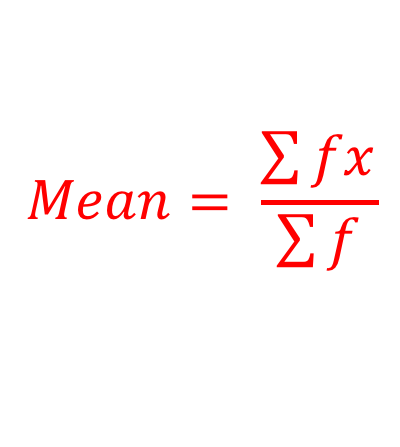 Mean = ∑ fx / ∑ f